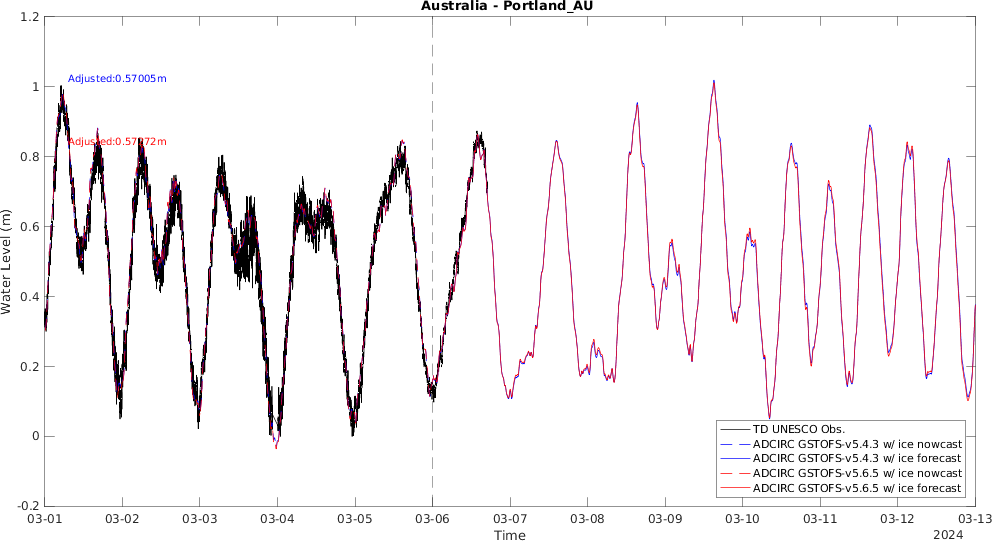 Australia - Portland_AU
1.2
1
0.8
0.6
0.4
0.2
0
-0.2
Water Level (m)
Adjusted:0.57005m
Adjusted:0.57872m
TD UNESCO Obs.
ADCIRC GSTOFS-v5.4.3 w/ ice nowcast
ADCIRC GSTOFS-v5.4.3 w/ ice forecast
ADCIRC GSTOFS-v5.6.5 w/ ice nowcast
ADCIRC GSTOFS-v5.6.5 w/ ice forecast
03-01 03-02 03-03 03-04 03-05 03-06 03-07 03-08 03-09 03-10 03-11 03-12 03-13
Time
2024